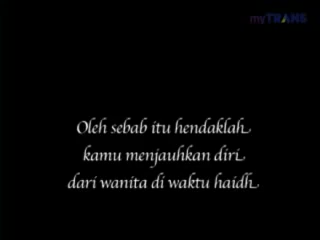 myTRANS
Oleh sebab itu hendaklah
kamu menjauhkan diri
dari wanita di waktu haidh